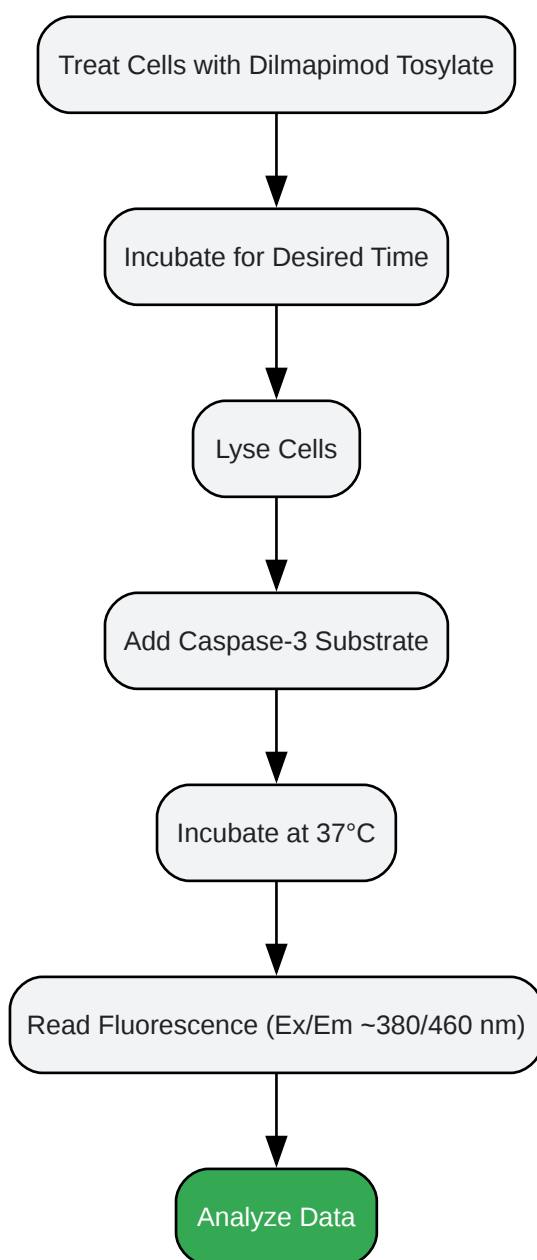 Treat Cells with Dilmapimod Tosylate
Incubate for Desired Time
Lyse Cells
Add Caspase-3 Substrate
Incubate at 37°C
Read Fluorescence (Ex/Em ~380/460 nm)
Analyze Data